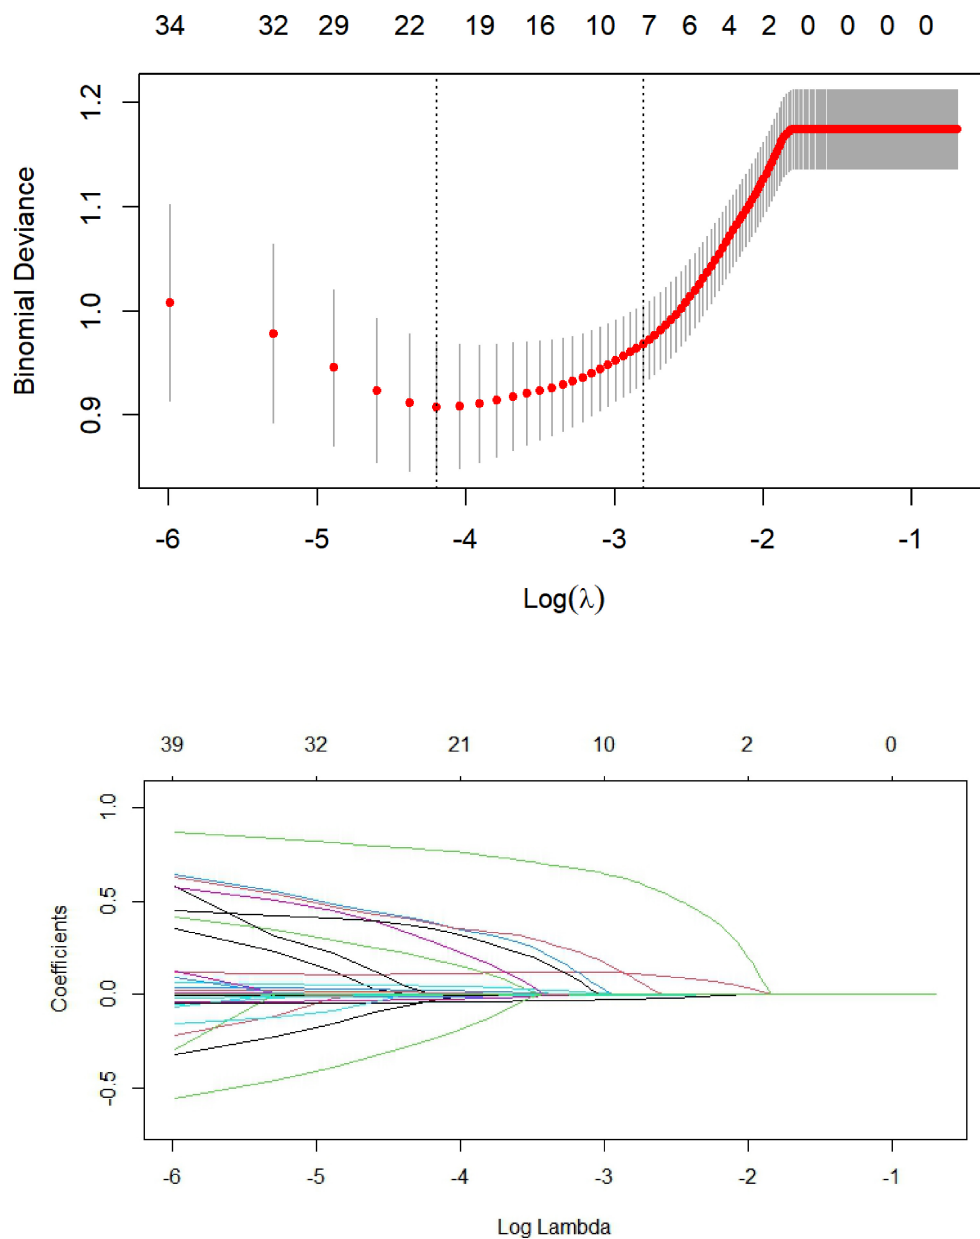 34 32 29 22 19 16 10 7 6 4 2 0 0 0 0
1.2
1.1
1.0
0.9
Binomial Deviance
-6 -5 -4 -3 -2 -1
Log(λ)
39 32 21 10 2 0
1.0
0.5
0.0
-0.5
Coefficients
-6 -5 -4 -3 -2 -1
Log Lambda